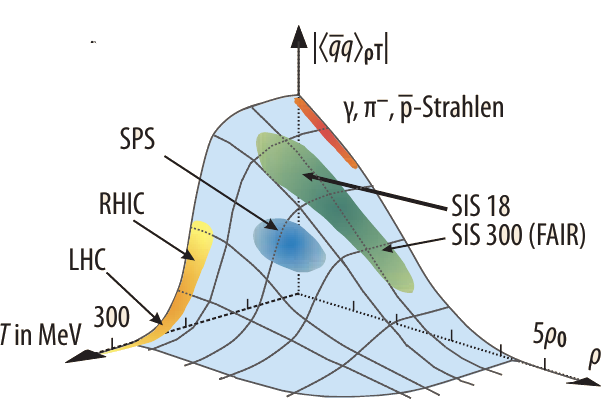 |⟨q̅q⟩ρT|
γ, π⁻, p̅-Strahlen
SPS
RHIC
SIS 18
SIS 300 (FAIR)
LHC
300
T in MeV
5ρ₀
ρ